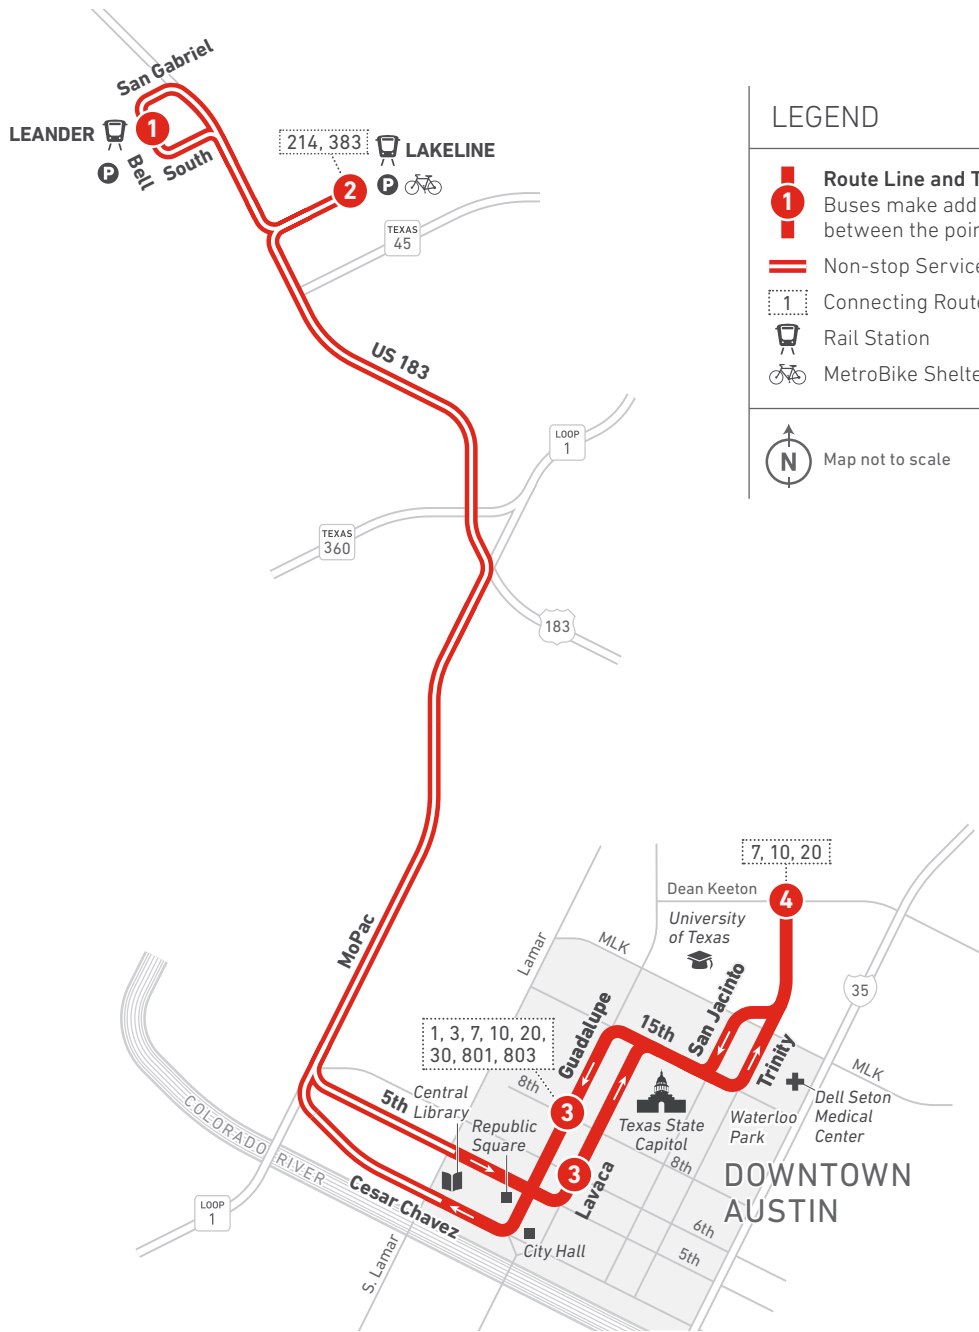 San Gabriel
LEANDER
1
P
Bell
South
214, 383
LAKELINE
2
P
TEXAS
45
US 183
LOOP
1
TEXAS
360
183
LEGEND
1
Route Line and T
Buses make add
between the poin
Non-stop Service
1
Connecting Route
Rail Station
MetroBike Shelte
N
Map not to scale
7, 10, 20
Dean Keeton
4
University
of Texas
MLK
Lamar
MoPac
35
San Jacinto
Guadalupe
15th
Trinity
1, 3, 7, 10, 20,
30, 801, 803
8th
MLK
5th
Central
Library
3
Republic
Square
Texas State
Capitol
Waterloo
Park
Dell Seton
Medical
Center
COLORADO RIVER
3
Lavaca
8th
DOWNTOWN
AUSTIN
Cesar Chavez
LOOP
1
6th
5th
City Hall
S. Lamar